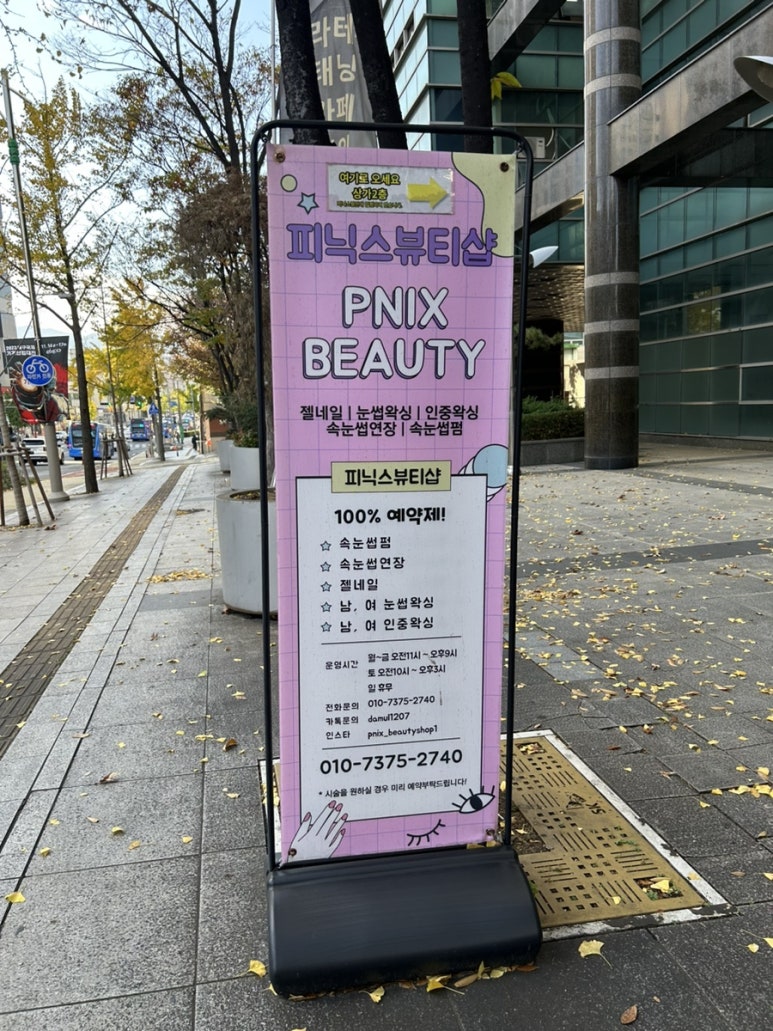 여기로 오세요
상가2층
피닉스뷰티샵
PNIX
BEAUTY
젤네일 | 눈썹왁싱 | 인중왁싱
속눈썹연장 | 속눈썹펌
피닉스뷰티샵
100% 예약제!
☆ 속눈썹펌
☆ 속눈썹연장
☆ 젤네일
☆ 남, 여 눈썹왁싱
☆ 남, 여 인중왁싱
운영시간 월~금 오전11시 ~ 오후9시
토 오전10시 ~ 오후3시
일 휴무
전화문의 010-7375-2740
카톡문의 damul1207
인스타 pnix_beautyshop1
010-7375-2740
* 시술을 원하실 경우 미리 예약부탁드립니다!
라테
태닝
카페